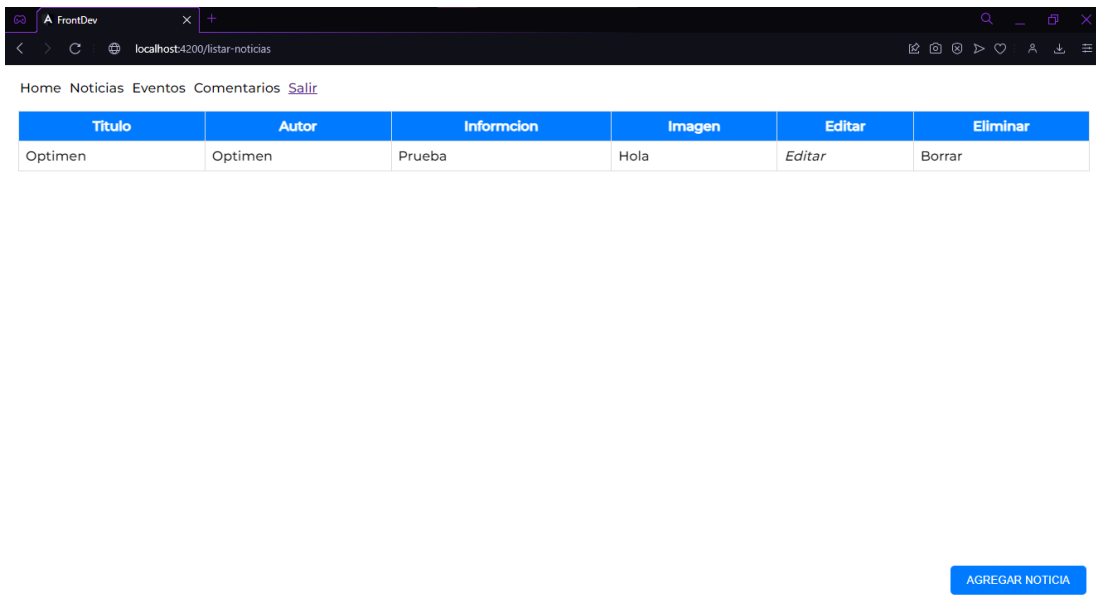 FrontDev
localhost:4200/listar-noticias
Home Noticias Eventos Comentarios Salir
Titulo Autor Informcion Imagen Editar Eliminar
Optimen Optimen Prueba Hola Editar Borrar
AGREGAR NOTICIA